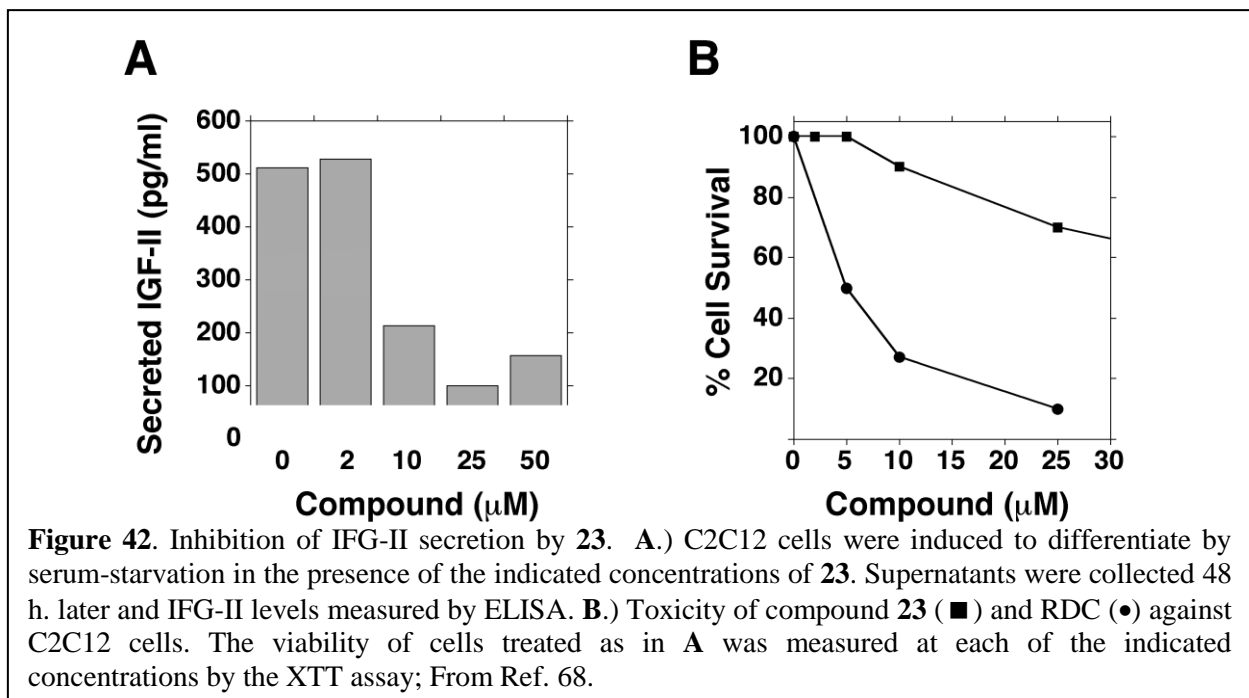 A
B
600
500
400
300
200
100
0
Secreted IGF-II (pg/ml)
0 2 10 25 50
Compound (μM)
100
80
60
40
20
% Cell Survival
0 5 10 15 20 25 30
Compound (μM)
Figure 42. Inhibition of IFG-II secretion by 23. A.) C2C12 cells were induced to differentiate by
serum-starvation in the presence of the indicated concentrations of 23. Supernatants were collected 48
h. later and IFG-II levels measured by ELISA. B.) Toxicity of compound 23 (■) and RDC (●) against
C2C12 cells. The viability of cells treated as in A was measured at each of the indicated
concentrations by the XTT assay; From Ref. 68.